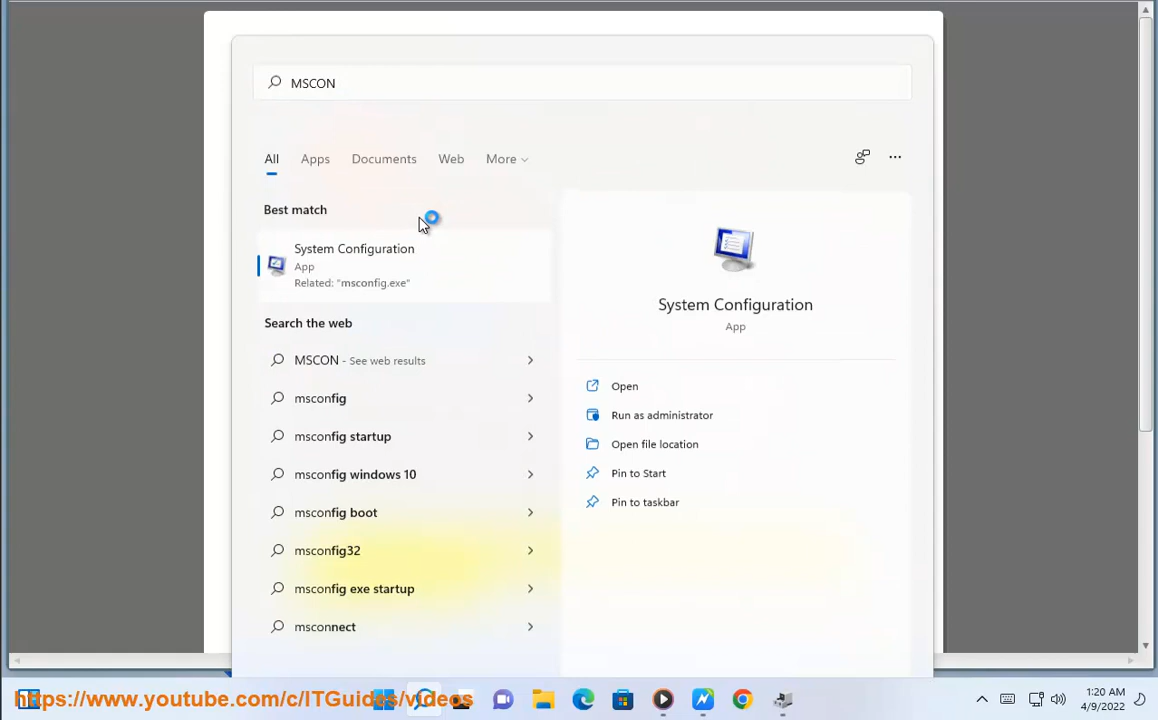 MSCON
All Apps Documents Web More
Best match
System Configuration
App
Related: "msconfig.exe"
Search the web
MSCON - See web results
msconfig
msconfig startup
msconfig windows 10
msconfig boot
msconfig32
msconfig exe startup
msconnect
System Configuration
App
Open
Run as administrator
Open file location
Pin to Start
Pin to taskbar
https://www.youtube.com/c/ITGuides/videos
1:20 AM
4/9/2022